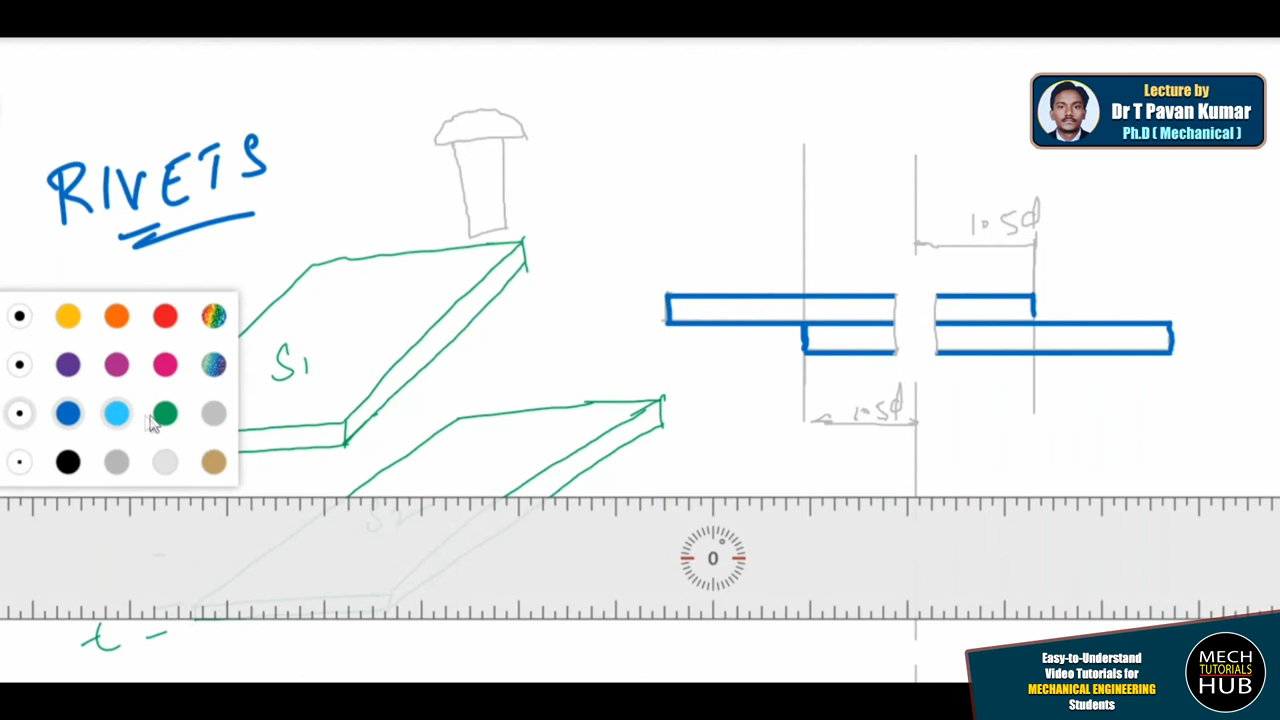 Lecture by
Dr T Pavan Kumar
Ph.D ( Mechanical )
RIVETS
1.5d
S1
1.5d
S2
0°
t -
Easy-to-Understand
Video Tutorials for
MECHANICAL ENGINEERING
Students
MECH
TUTORIALS
HUB